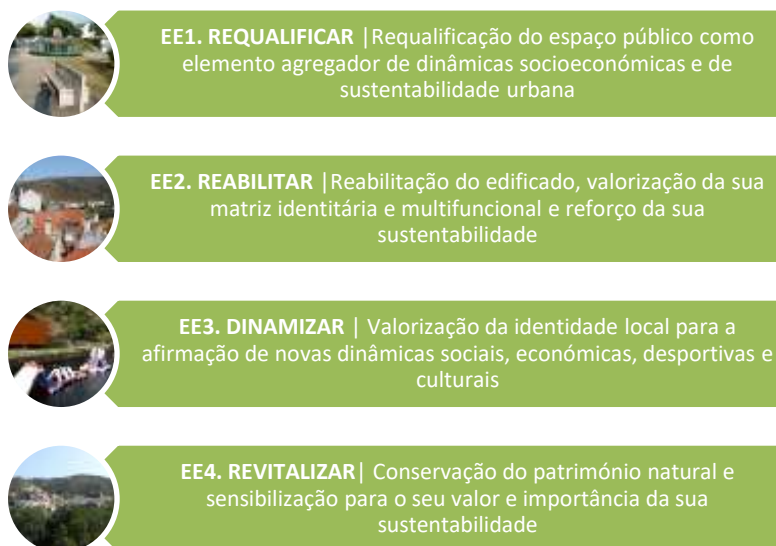 EE1. REQUALIFICAR |Requalificação do espaço público como
elemento agregador de dinâmicas socioeconómicas e de
sustentabilidade urbana
EE2. REABILITAR |Reabilitação do edificado, valorização da sua
matriz identitária e multifuncional e reforço da sua
sustentabilidade
EE3. DINAMIZAR | Valorização da identidade local para a
afirmação de novas dinâmicas sociais, económicas, desportivas e
culturais
EE4. REVITALIZAR| Conservação do património natural e
sensibilização para o seu valor e importância da sua
sustentabilidade